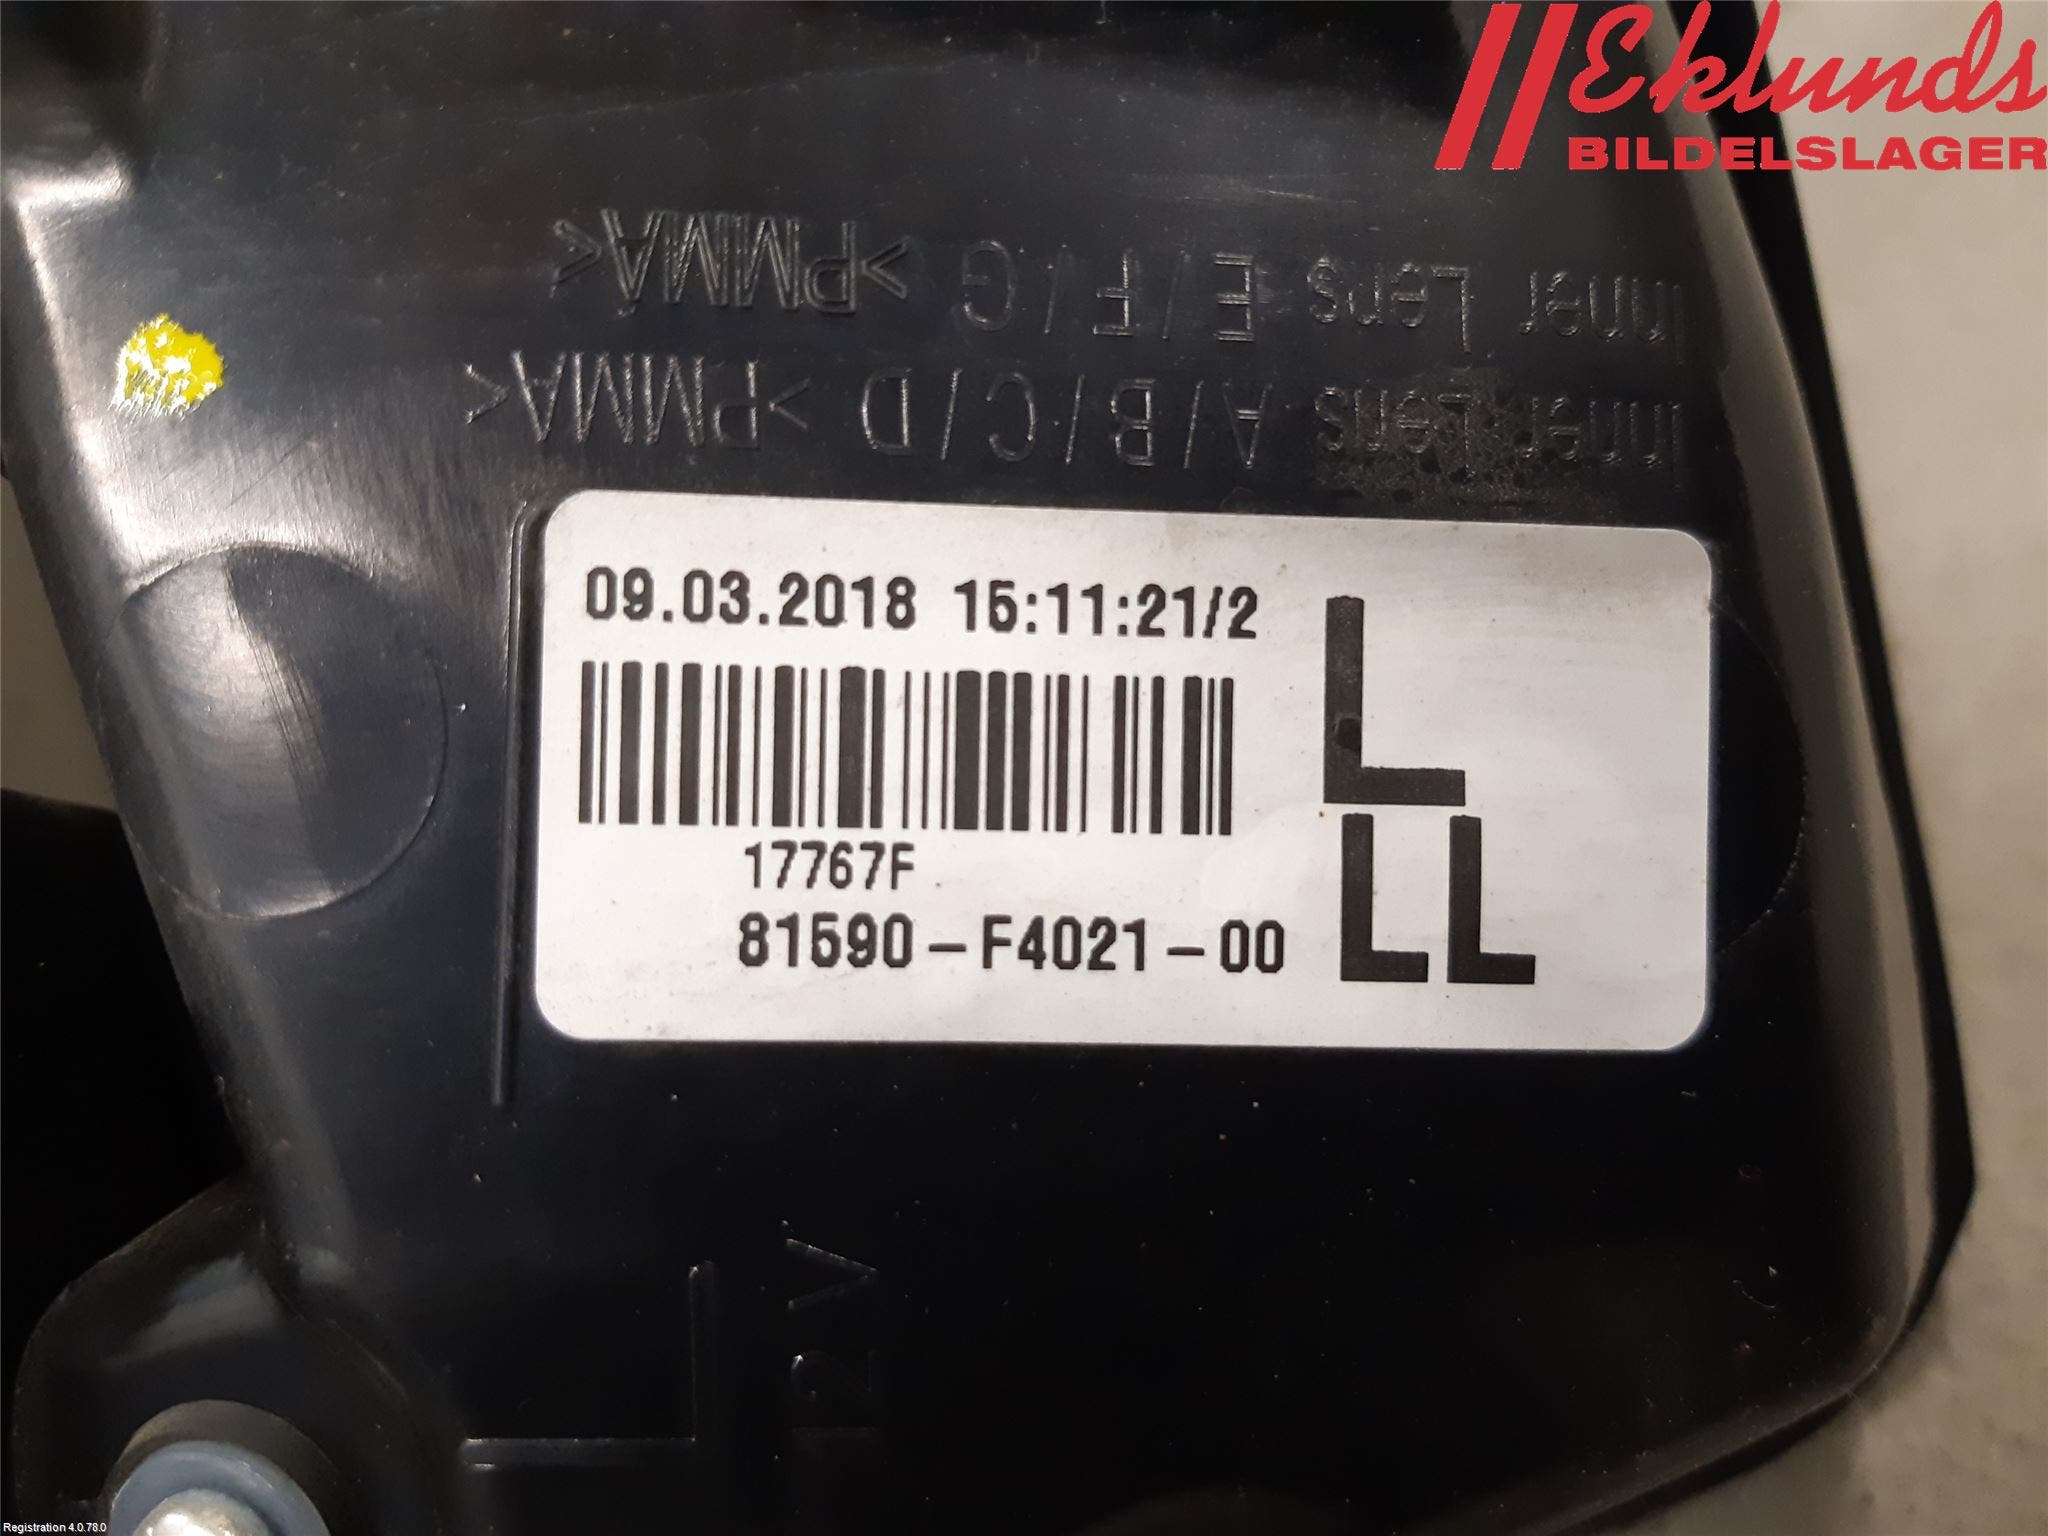 Eklunds
BILDELSLAGER
Inner Lens E/F/G >PMMA<
Inner Lens A/B/C/D >PMMA<
09.03.2018 15:11:21/2
L
LL
17767F
81590-F4021-00
L
12V
Registration 4.0.78.0